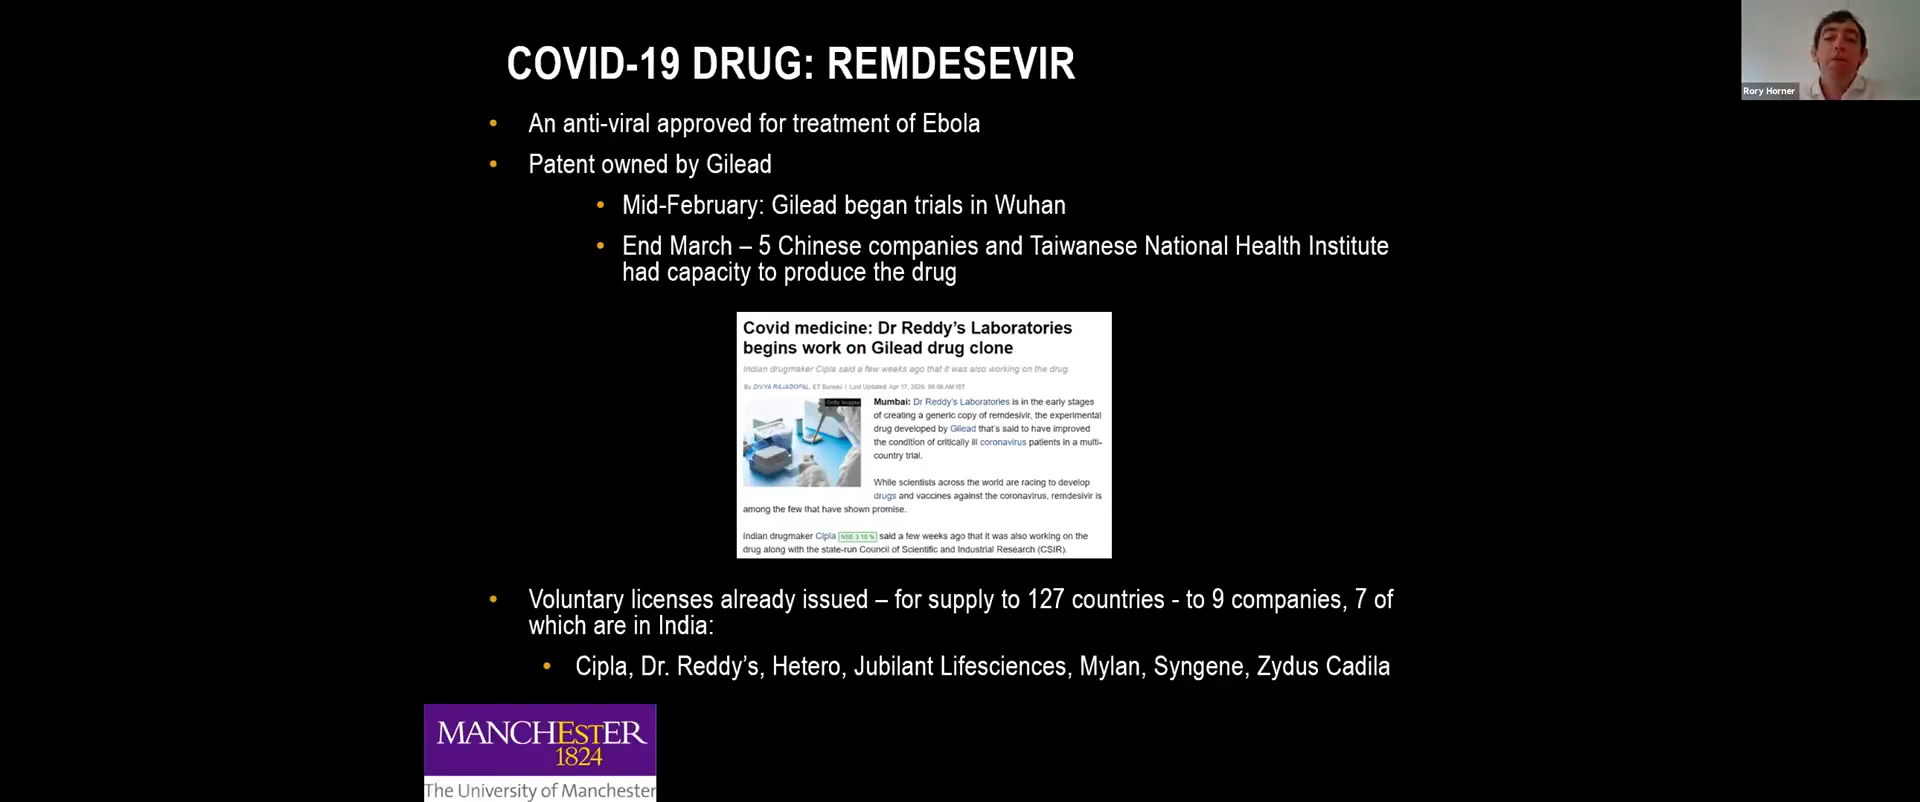 COVID-19 DRUG: REMDESEVIR
Rory Horner
• An anti-viral approved for treatment of Ebola
• Patent owned by Gilead
• Mid-February: Gilead began trials in Wuhan
• End March – 5 Chinese companies and Taiwanese National Health Institute
had capacity to produce the drug
Covid medicine: Dr Reddy's Laboratories
begins work on Gilead drug clone
Indian drugmaker Cipla said a few weeks ago that it was also working on the drug.
By DIVYA RAJAGOPAL, ET Bureau | Last Updated: Apr 17, 2020, 09.06 AM IST
Getty Images
Mumbai: Dr Reddy's Laboratories is in the early stages
of creating a generic copy of remdesivir, the experimental
drug developed by Gilead that's said to have improved
the condition of critically ill coronavirus patients in a multi-
country trial.
While scientists across the world are racing to develop
drugs and vaccines against the coronavirus, remdesivir is
among the few that have shown promise.
Indian drugmaker Cipla NSE 3.10 % said a few weeks ago that it was also working on the
drug along with the state-run Council of Scientific and Industrial Research (CSIR).
• Voluntary licenses already issued – for supply to 127 countries - to 9 companies, 7 of
which are in India:
• Cipla, Dr. Reddy's, Hetero, Jubilant Lifesciences, Mylan, Syngene, Zydus Cadila
MANCHESTER
1824
The University of Manchester